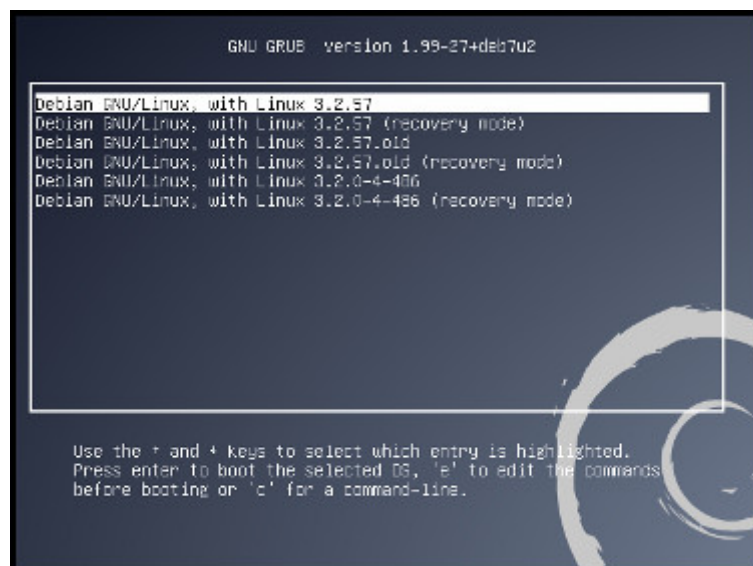 GNU GRUB version 1.99-27+deb7u2
Debian GNU/Linux, with Linux 3.2.57
Debian GNU/Linux, with Linux 3.2.57 (recovery mode)
Debian GNU/Linux, with Linux 3.2.57.old
Debian GNU/Linux, with Linux 3.2.57.old (recovery mode)
Debian GNU/Linux, with Linux 3.2.0-4-486
Debian GNU/Linux, with Linux 3.2.0-4-486 (recovery mode)
Use the ↑ and ↓ keys to select which entry is highlighted.
Press enter to boot the selected OS, 'e' to edit the commands
before booting or 'c' for a command-line.